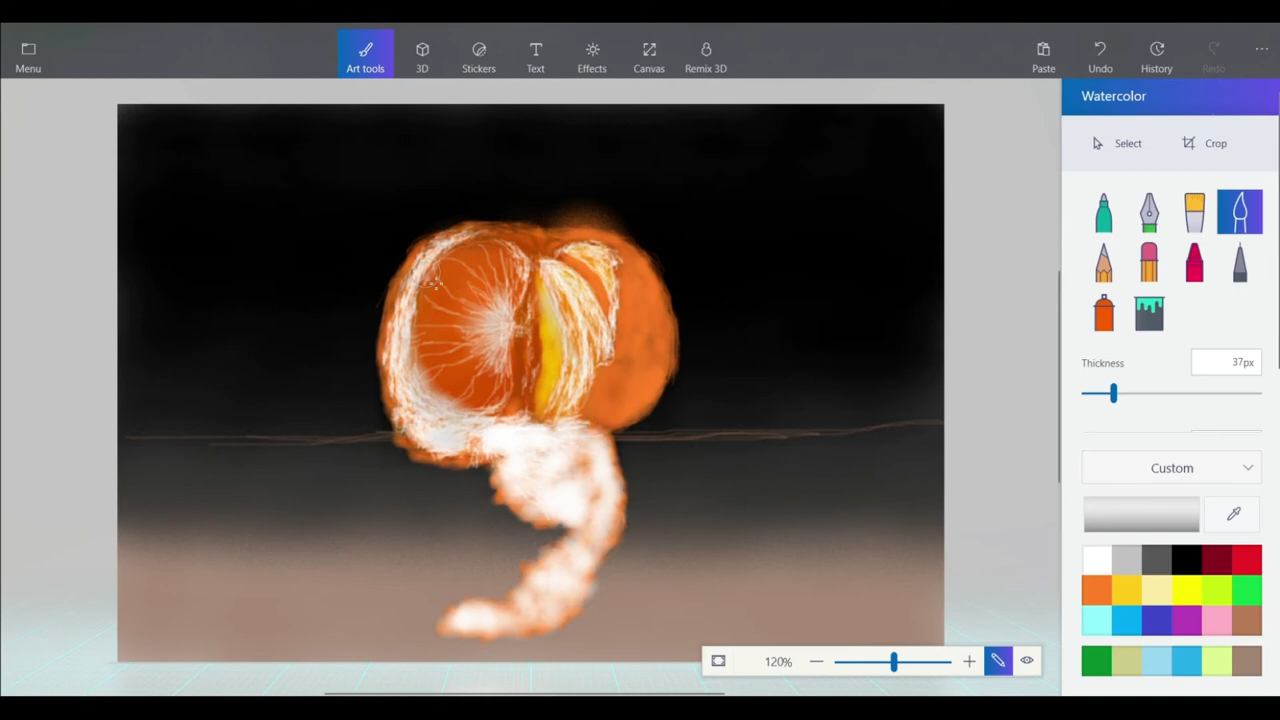 Menu
Art tools
3D
Stickers
Text
Effects
Canvas
Remix 3D
Paste
Undo
History
Redo
Watercolor
Select
Crop
Thickness
37px
Custom
120%